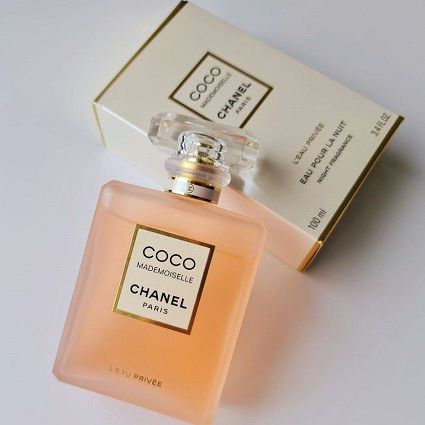 COCO
MADEMOISELLE
CHANEL
PARIS
L'EAU PRIVÉE
EAU POUR LA NUIT
NIGHT FRAGRANCE
100 ml
3.4 FL.OZ.
COCO
MADEMOISELLE
CHANEL
PARIS
L'EAU PRIVÉE